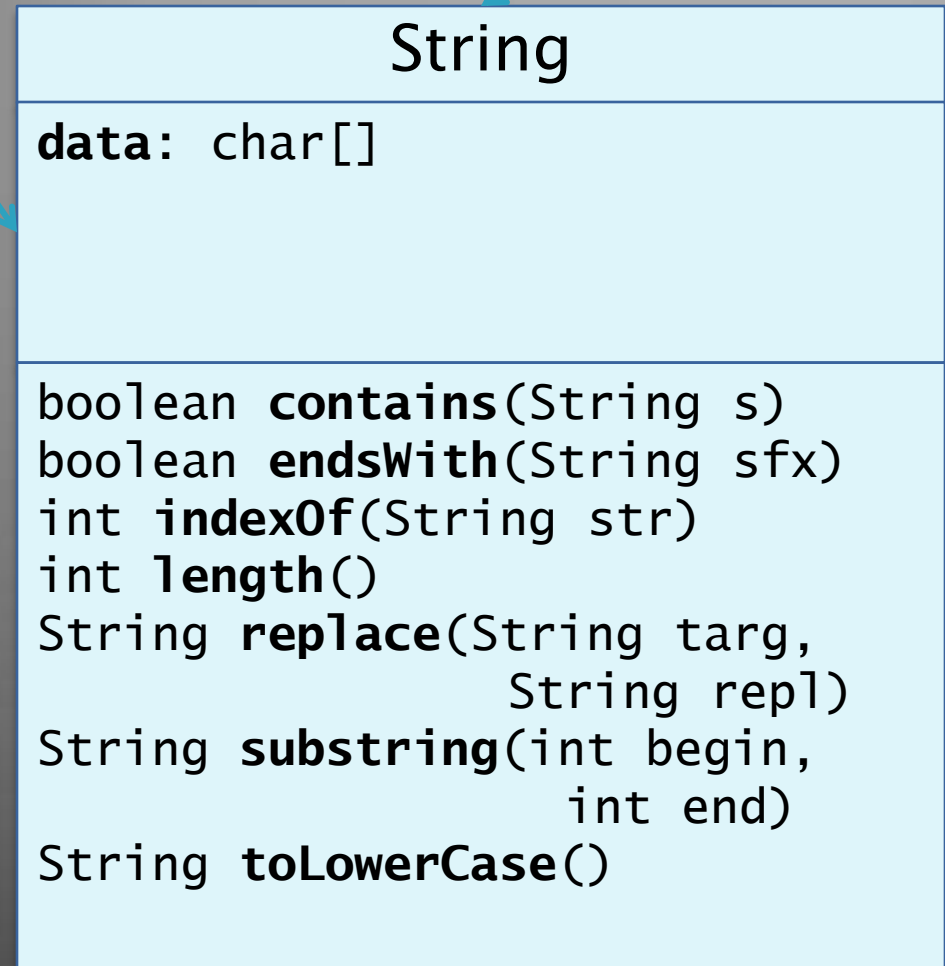 String
data: char[]
boolean contains(String s)
boolean endsWith(String sfx)
int indexOf(String str)
int length()
String replace(String targ,
String repl)
String substring(int begin,
int end)
String toLowerCase()